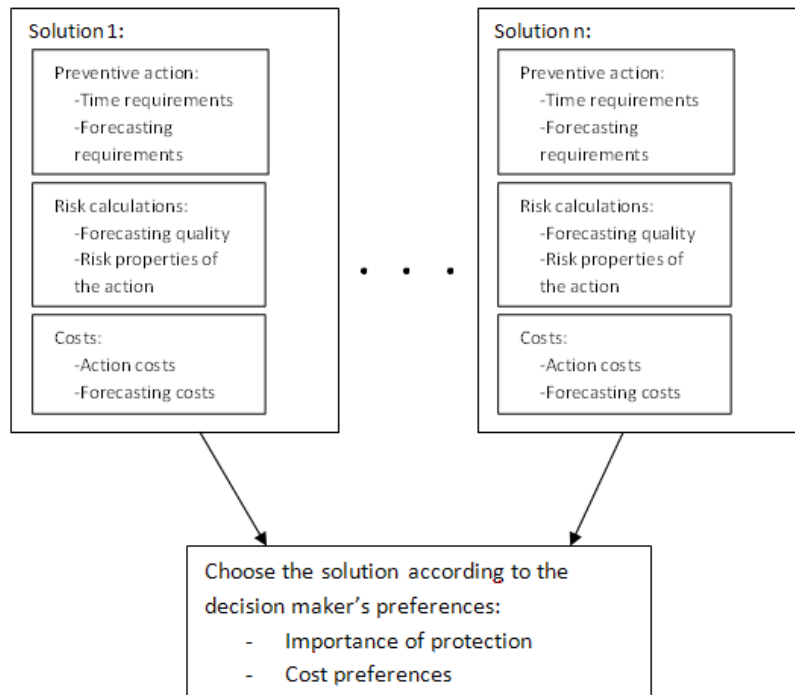 Solution 1:
Preventive action:
-Time requirements
-Forecasting
requirements
Risk calculations:
-Forecasting quality
-Risk properties of
the action
Costs:
-Action costs
-Forecasting costs
. . .
Solution n:
Preventive action:
-Time requirements
-Forecasting
requirements
Risk calculations:
-Forecasting quality
-Risk properties of
the action
Costs:
-Action costs
-Forecasting costs
Choose the solution according to the
decision maker’s preferences:
- Importance of protection
- Cost preferences